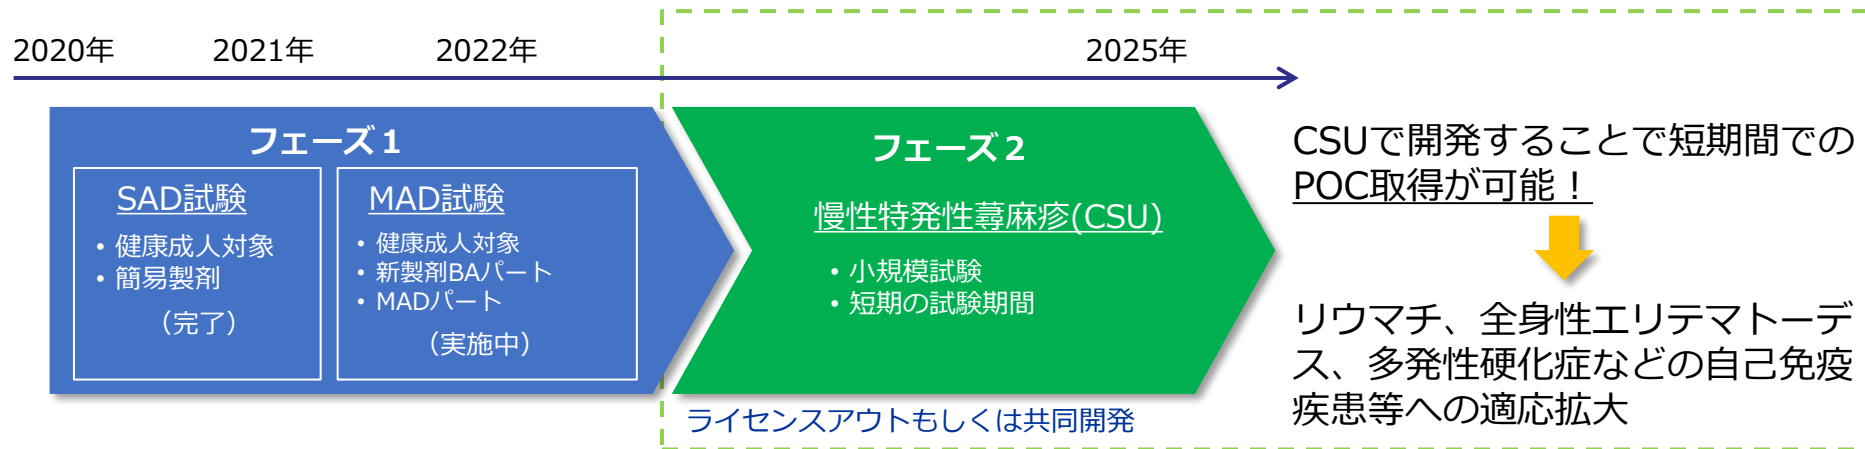 2020年
2021年
2022年
2025年
フェーズ１
SAD試験
・健康成人対象
・簡易製剤
（完了）
MAD試験
・健康成人対象
・新製剤BAパート
・MADパート
（実施中）
フェーズ２
慢性特発性蕁麻疹(CSU)
・小規模試験
・短期の試験期間
ライセンスアウトもしくは共同開発
CSUで開発することで短期間での
POC取得が可能！
リウマチ、全身性エリテマトーデ
ス、多発性硬化症などの自己免疫
疾患等への適応拡大